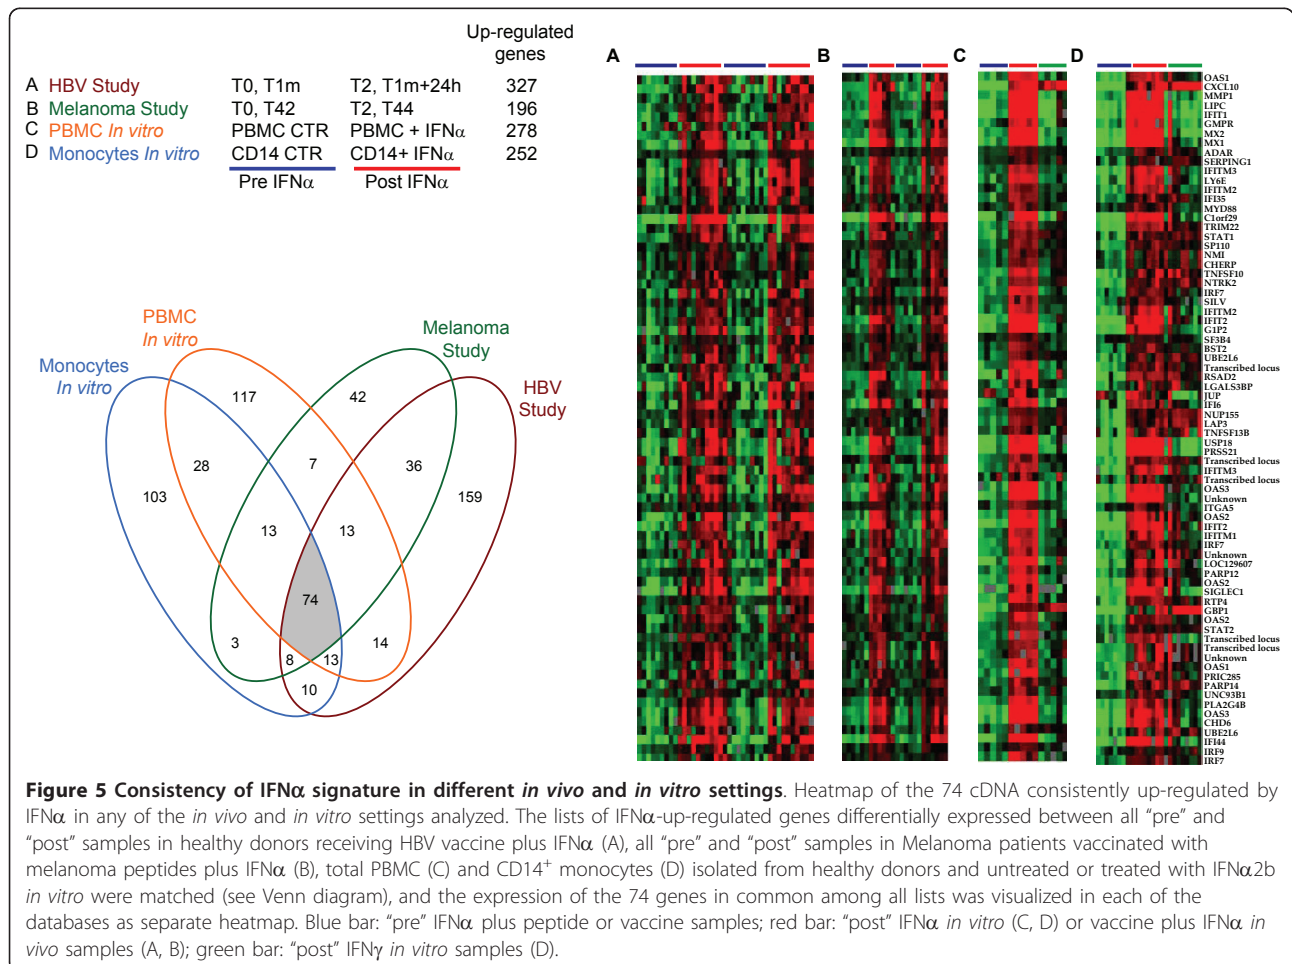 Up-regulated
genes
A HBV Study T0, T1m T2, T1m+24h 327
B Melanoma Study T0, T42 T2, T44 196
C PBMC In vitro PBMC CTR PBMC + IFNα 278
D Monocytes In vitro CD14 CTR CD14+ IFNα 252
Pre IFNα Post IFNα
PBMC
In vitro
Melanoma
Study
Monocytes
In vitro
HBV
Study
117
42
28
7
36
103
159
13
13
74
3
14
8
13
10
A
B
C
D
OAS1
CXCL10
MMP1
LIPC
IFIT1
GMPR
MX2
MX1
ADAR
SERPING1
IFITM3
LY6E
IFITM2
IFI35
MYD88
C1orf29
TRIM22
STAT1
SP110
NMI
CHERP
TNFSF10
NTRK2
IRF7
SILV
IFITM2
IFIT2
G1P2
SF3B4
BST2
UBE2L6
Transcribed locus
RSAD2
LGALS3BP
JUP
IFI6
NUP155
LAP3
TNFSF13B
USP18
PRSS21
Transcribed locus
IFITM3
Transcribed locus
OAS3
Unknown
ITGA5
OAS2
IFIT2
IFITM1
IRF7
Unknown
LOC129607
PARP12
OAS2
SIGLEC1
RTP4
GBP1
OAS2
STAT2
Transcribed locus
Transcribed locus
Unknown
OAS1
PRIC285
PARP14
UNC93B1
PLA2G4B
OAS3
CHD6
UBE2L6
IFI44
IRF9
IRF7
Figure 5 Consistency of IFNα signature in different in vivo and in vitro settings. Heatmap of the 74 cDNA consistently up-regulated by
IFNα in any of the in vivo and in vitro settings analyzed. The lists of IFNα-up-regulated genes differentially expressed between all “pre” and
“post” samples in healthy donors receiving HBV vaccine plus IFNα (A), all “pre” and “post” samples in Melanoma patients vaccinated with
melanoma peptides plus IFNα (B), total PBMC (C) and CD14+ monocytes (D) isolated from healthy donors and untreated or treated with IFNα2b
in vitro were matched (see Venn diagram), and the expression of the 74 genes in common among all lists was visualized in each of the
databases as separate heatmap. Blue bar: “pre” IFNα plus peptide or vaccine samples; red bar: “post” IFNα in vitro (C, D) or vaccine plus IFNα in
vivo samples (A, B); green bar: “post” IFNγ in vitro samples (D).